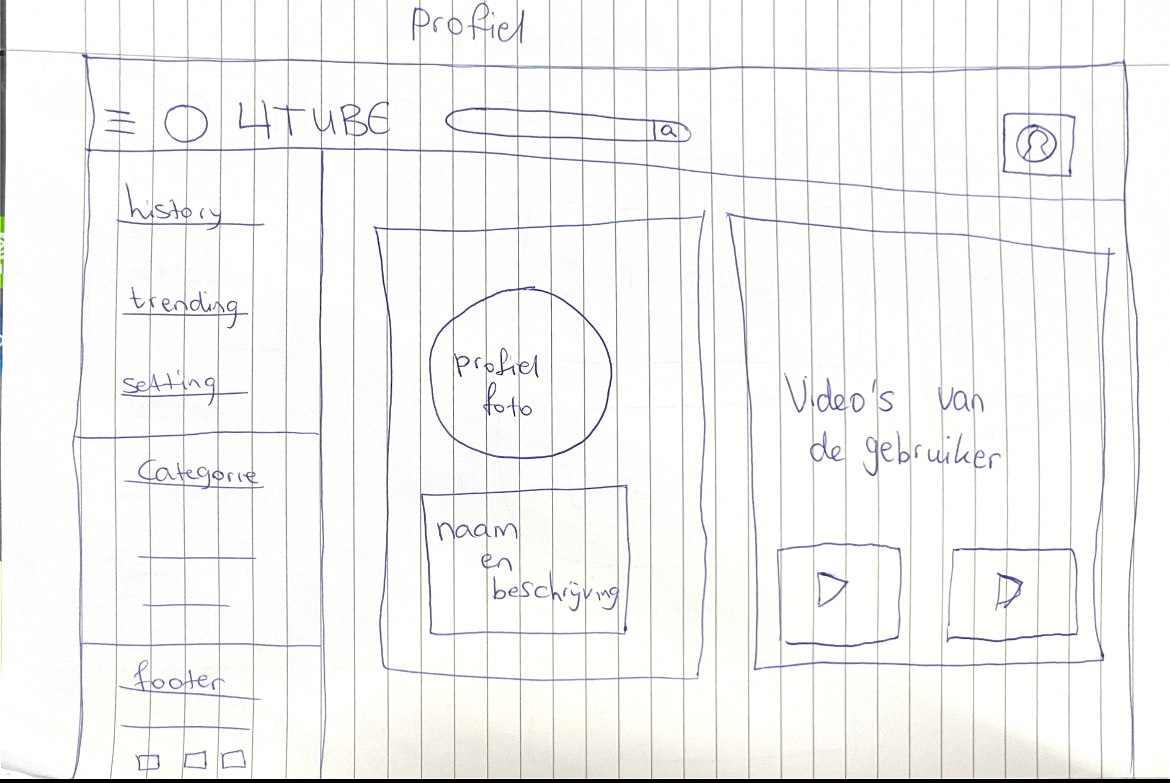 Profiel
4TUBE
history
trending
setting
Categorie
footer
profiel
foto
naam
en
beschrijving
Video's van
de gebruiker